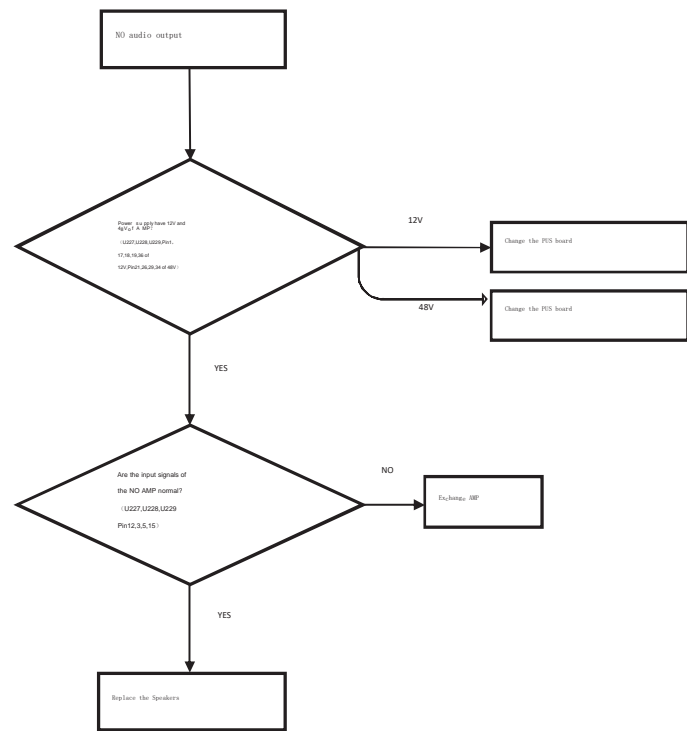 NO audio output
Power su pply have 12V and
4gVof A MP?
（U227,U228,U229,Pin1,
17,18,19,36 of
12V,Pin21,26,29,34 of 48V）
12V
Change the PUS board
48V
Change the PUS board
YES
Are the input signals of
the NO AMP normal?
（U227,U228,U229
Pin12,3,5,15）
NO
Exchange AMP
YES
Replace the Speakers